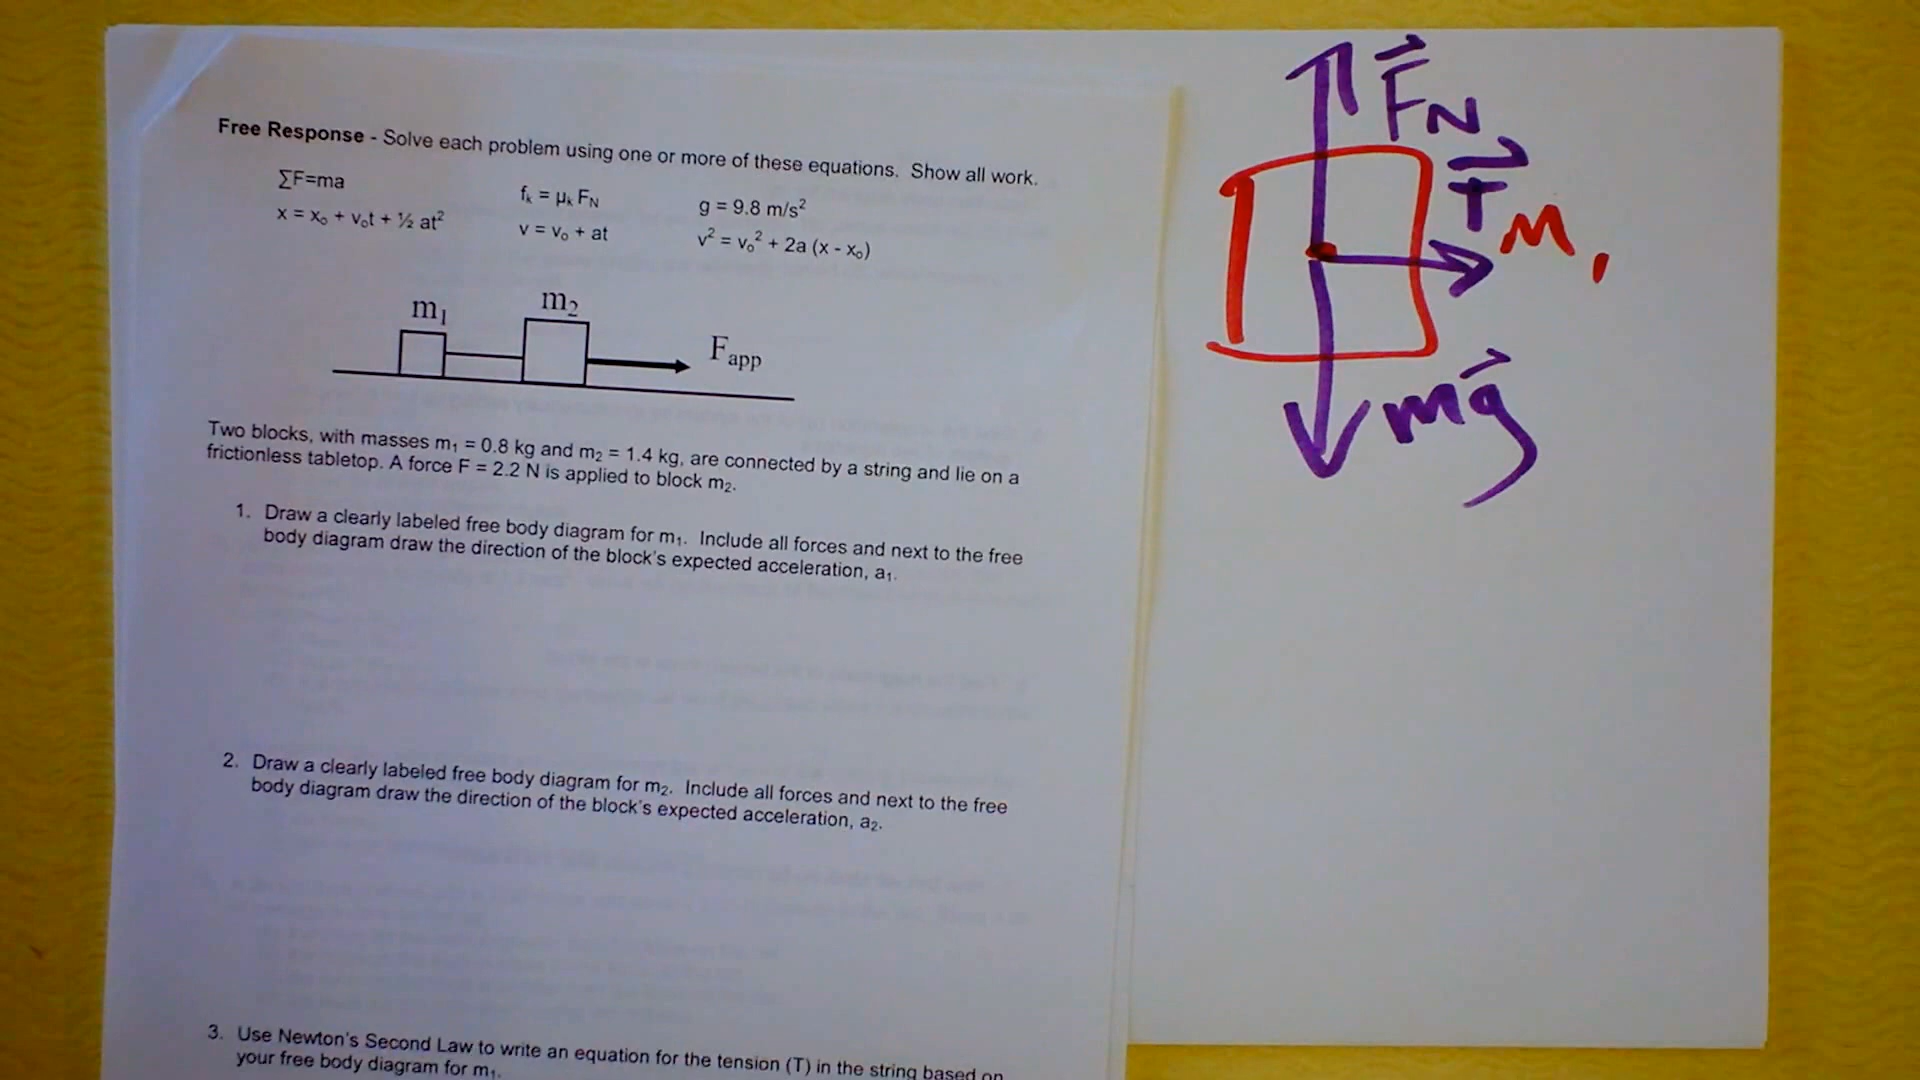 Free Response - Solve each problem using one or more of these equations. Show all work.
∑F=ma
fₖ = μₖ F_N
g = 9.8 m/s²
x = x₀ + v₀t + ½ at²
v = v₀ + at
v² = v₀² + 2a (x - x₀)
m₁
m₂
F_app
Two blocks, with masses m₁ = 0.8 kg and m₂ = 1.4 kg, are connected by a string and lie on a
frictionless tabletop. A force F = 2.2 N is applied to block m₂.
1. Draw a clearly labeled free body diagram for m₁. Include all forces and next to the free
body diagram draw the direction of the block's expected acceleration, a₁.
2. Draw a clearly labeled free body diagram for m₂. Include all forces and next to the free
body diagram draw the direction of the block's expected acceleration, a₂.
3. Use Newton's Second Law to write an equation for the tension (T) in the string based on
your free body diagram for m₁.
F⃗N
T⃗
M₁
mg⃗